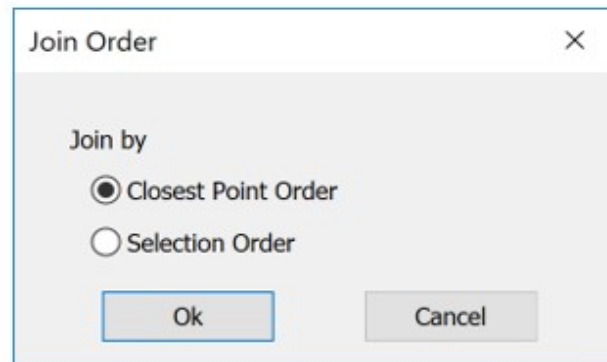 Join Order
Join by
Closest Point Order
Selection Order
Ok Cancel